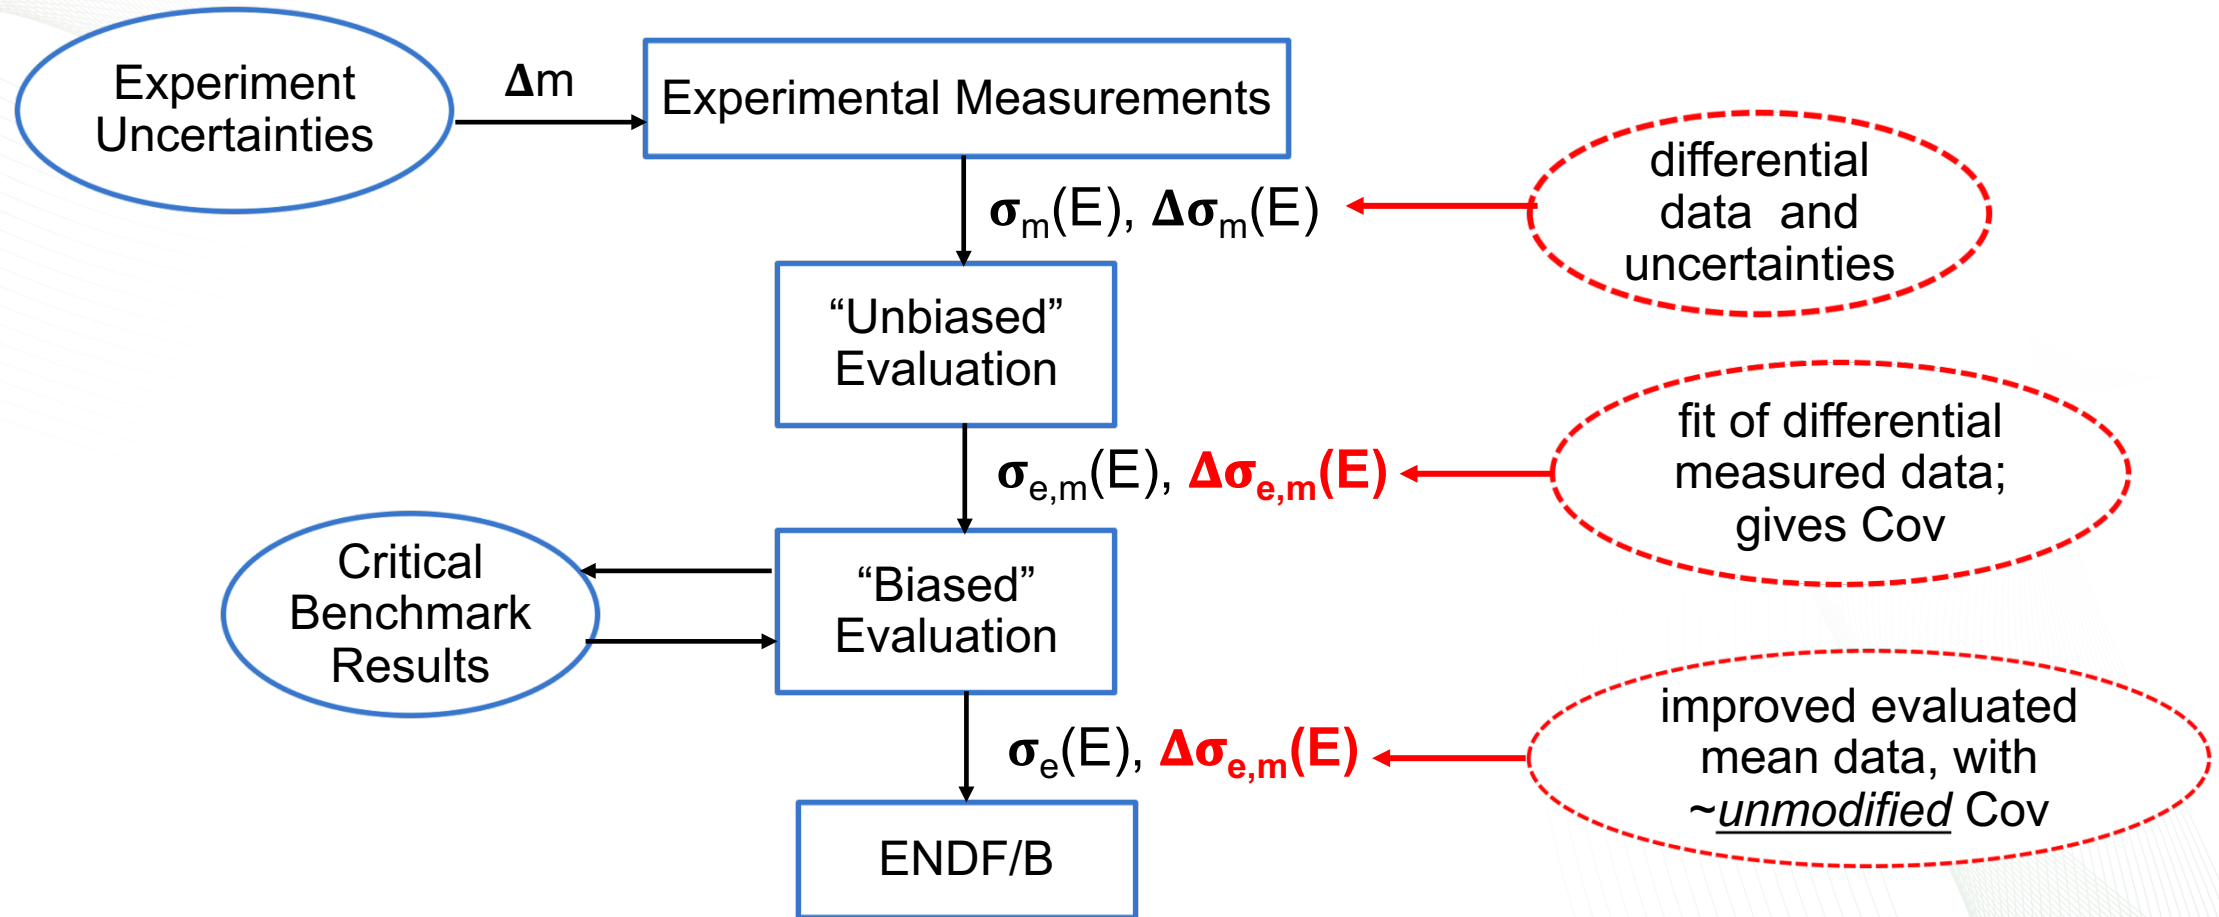 Experiment
Uncertainties
Δm
Experimental Measurements
σm(E), Δσm(E)
differential
data and
uncertainties
“Unbiased”
Evaluation
σe,m(E), Δσe,m(E)
fit of differential
measured data;
gives Cov
Critical
Benchmark
Results
“Biased”
Evaluation
σe(E), Δσe,m(E)
improved evaluated
mean data, with
~unmodified Cov
ENDF/B